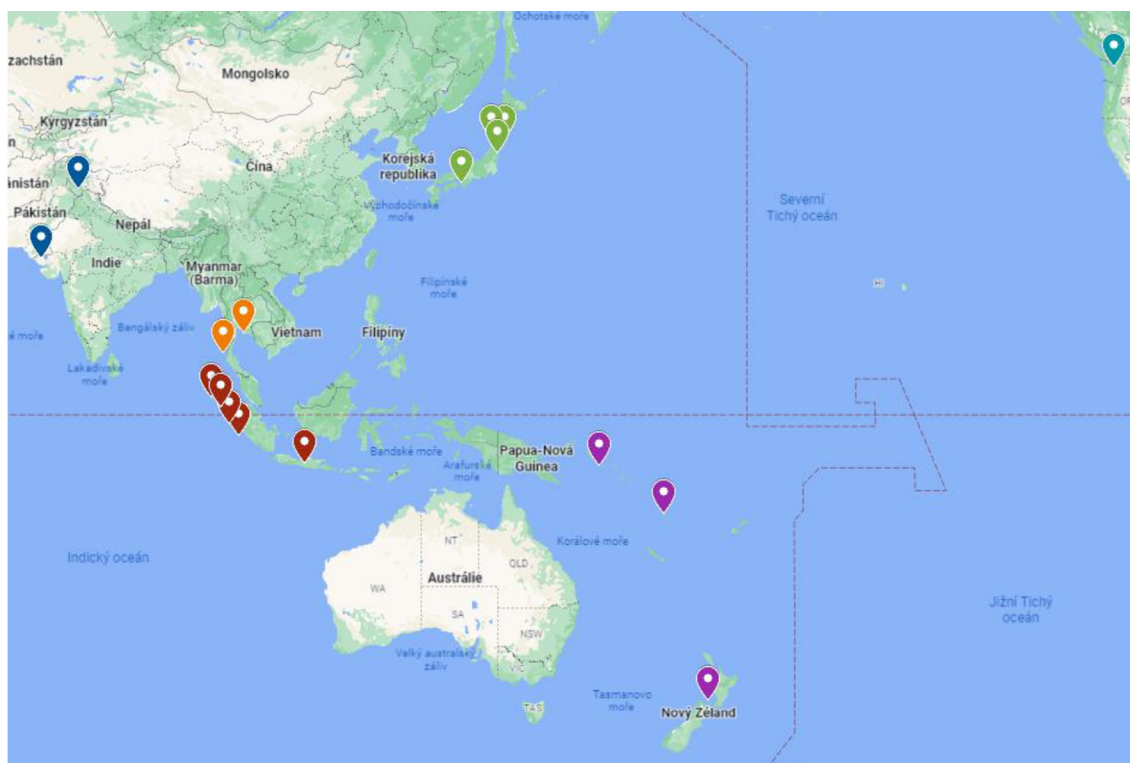 Ochotské moře
zachstán
Mongolsko
Kyrgyzstán
Korejská
republika
Čína
ánistán
Pákistán
Nepál
Východočínské
moře
Severní
Tichý oceán
Indie
Myanmar
(Barma)
Filipínské
moře
HI
Bengálský záliv
Vietnam
Filipíny
ké moře
Lakadivské
moře
Papua-Nová
Guinea
Bandské moře
Arafurské
moře
Korálové moře
Indický oceán
NT
QLD
WA
Austrálie
SA
NSW
Jižní Tichý
oceán
Velký australský
záliv
VIC
Tasmanovo
moře
TAS
Nový Zéland